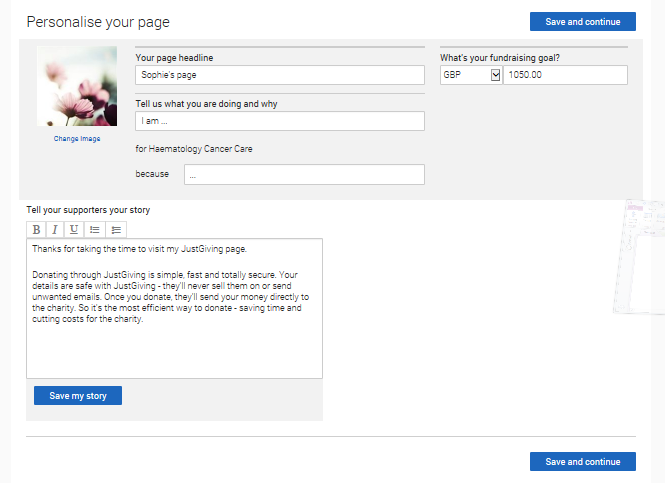 Personalise your page
Save and continue
Your page headline
Sophie's page
What's your fundraising goal?
GBP
1050.00
Change Image
Tell us what you are doing and why
I am ...
for Haematology Cancer Care
because
...
Tell your supporters your story
B I U
Thanks for taking the time to visit my JustGiving page.
Donating through JustGiving is simple, fast and totally secure. Your
details are safe with JustGiving - they'll never sell them on or send
unwanted emails. Once you donate, they'll send your money directly to
the charity. So it's the most efficient way to donate - saving time and
cutting costs for the charity.
Save my story
Save and continue